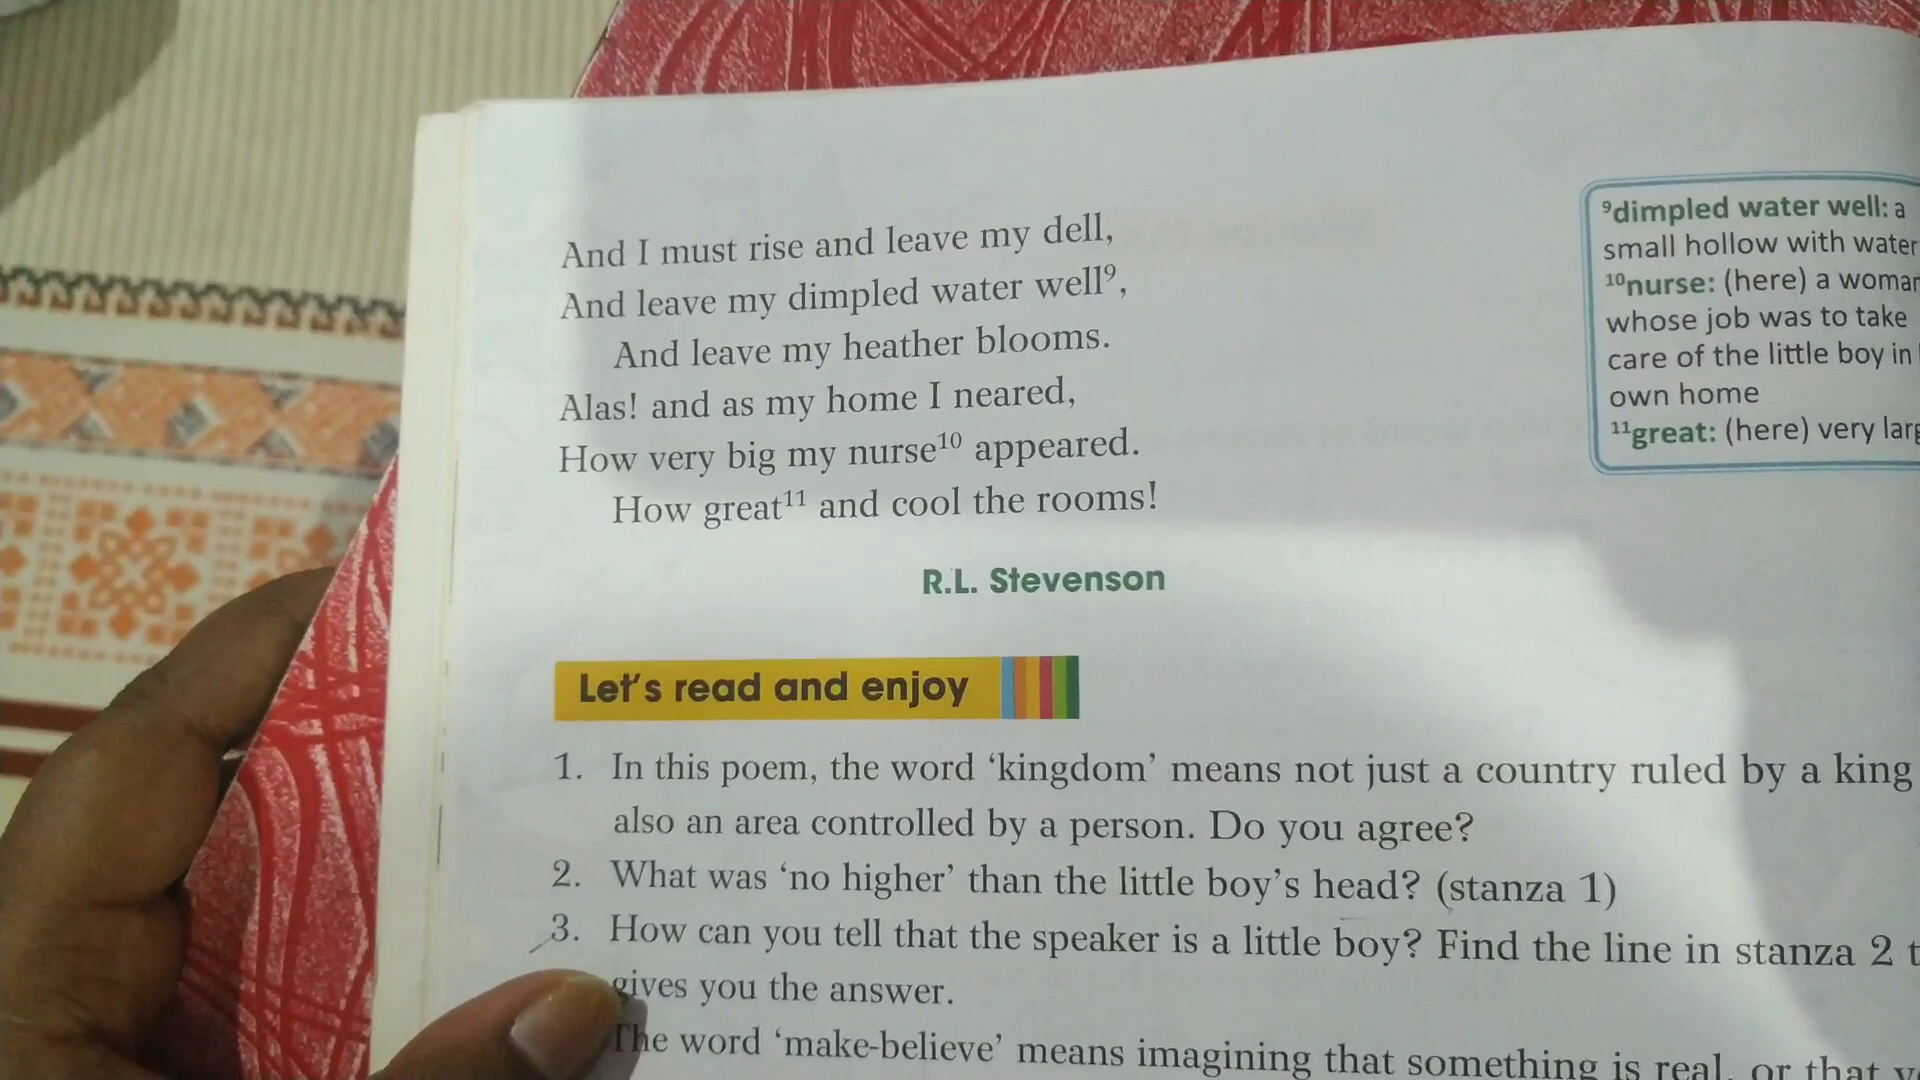 And I must rise and leave my dell,
And leave my dimpled water well⁹,
And leave my heather blooms.
Alas! and as my home I neared,
How very big my nurse¹⁰ appeared.
How great¹¹ and cool the rooms!
R.L. Stevenson
⁹dimpled water well: a
small hollow with water
¹⁰nurse: (here) a woman
whose job was to take
care of the little boy in
own home
¹¹great: (here) very
Let's read and enjoy
1. In this poem, the word ‘kingdom’ means not just a country ruled by a king
also an area controlled by a person. Do you agree?
2. What was ‘no higher’ than the little boy’s head? (stanza 1)
3. How can you tell that the speaker is a little boy? Find the line in stanza 2
gives you the answer.
The word ‘make-believe’ means imagining that something is real, or that